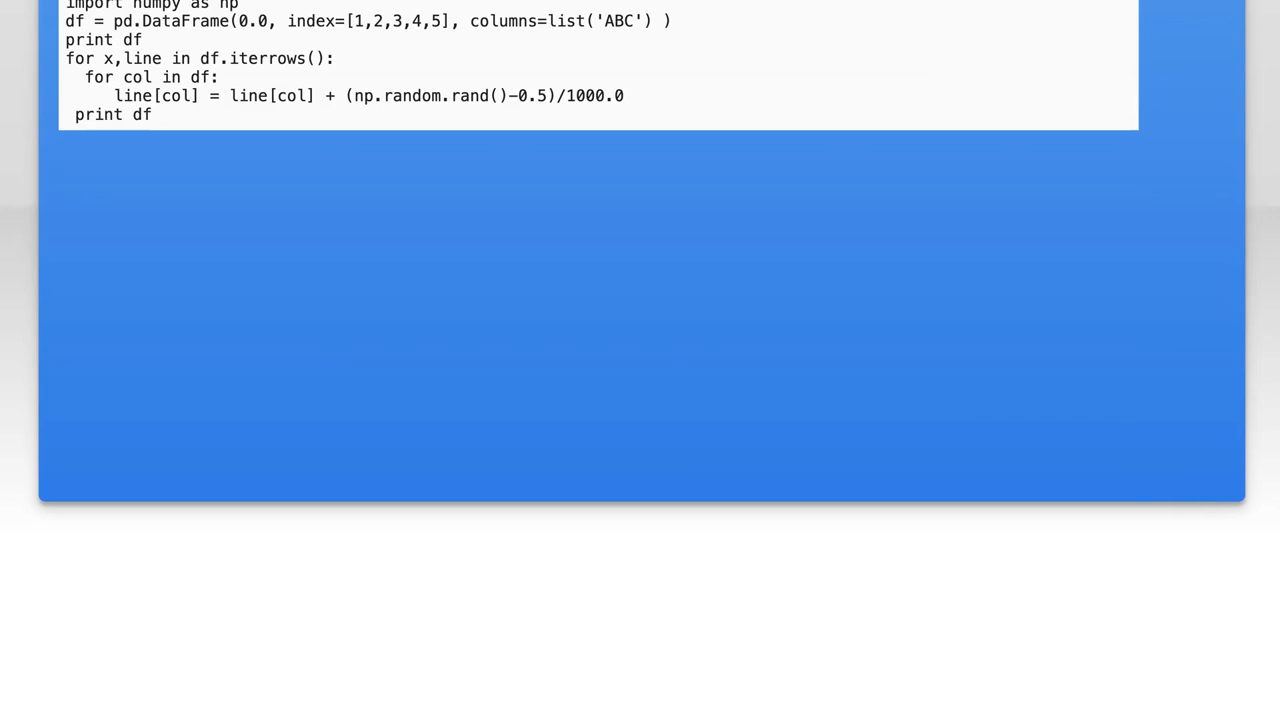 import numpy as np
df = pd.DataFrame(0.0, index=[1,2,3,4,5], columns=list('ABC') )
print df
for x,line in df.iterrows():
  for col in df:
     line[col] = line[col] + (np.random.rand()-0.5)/1000.0
 print df